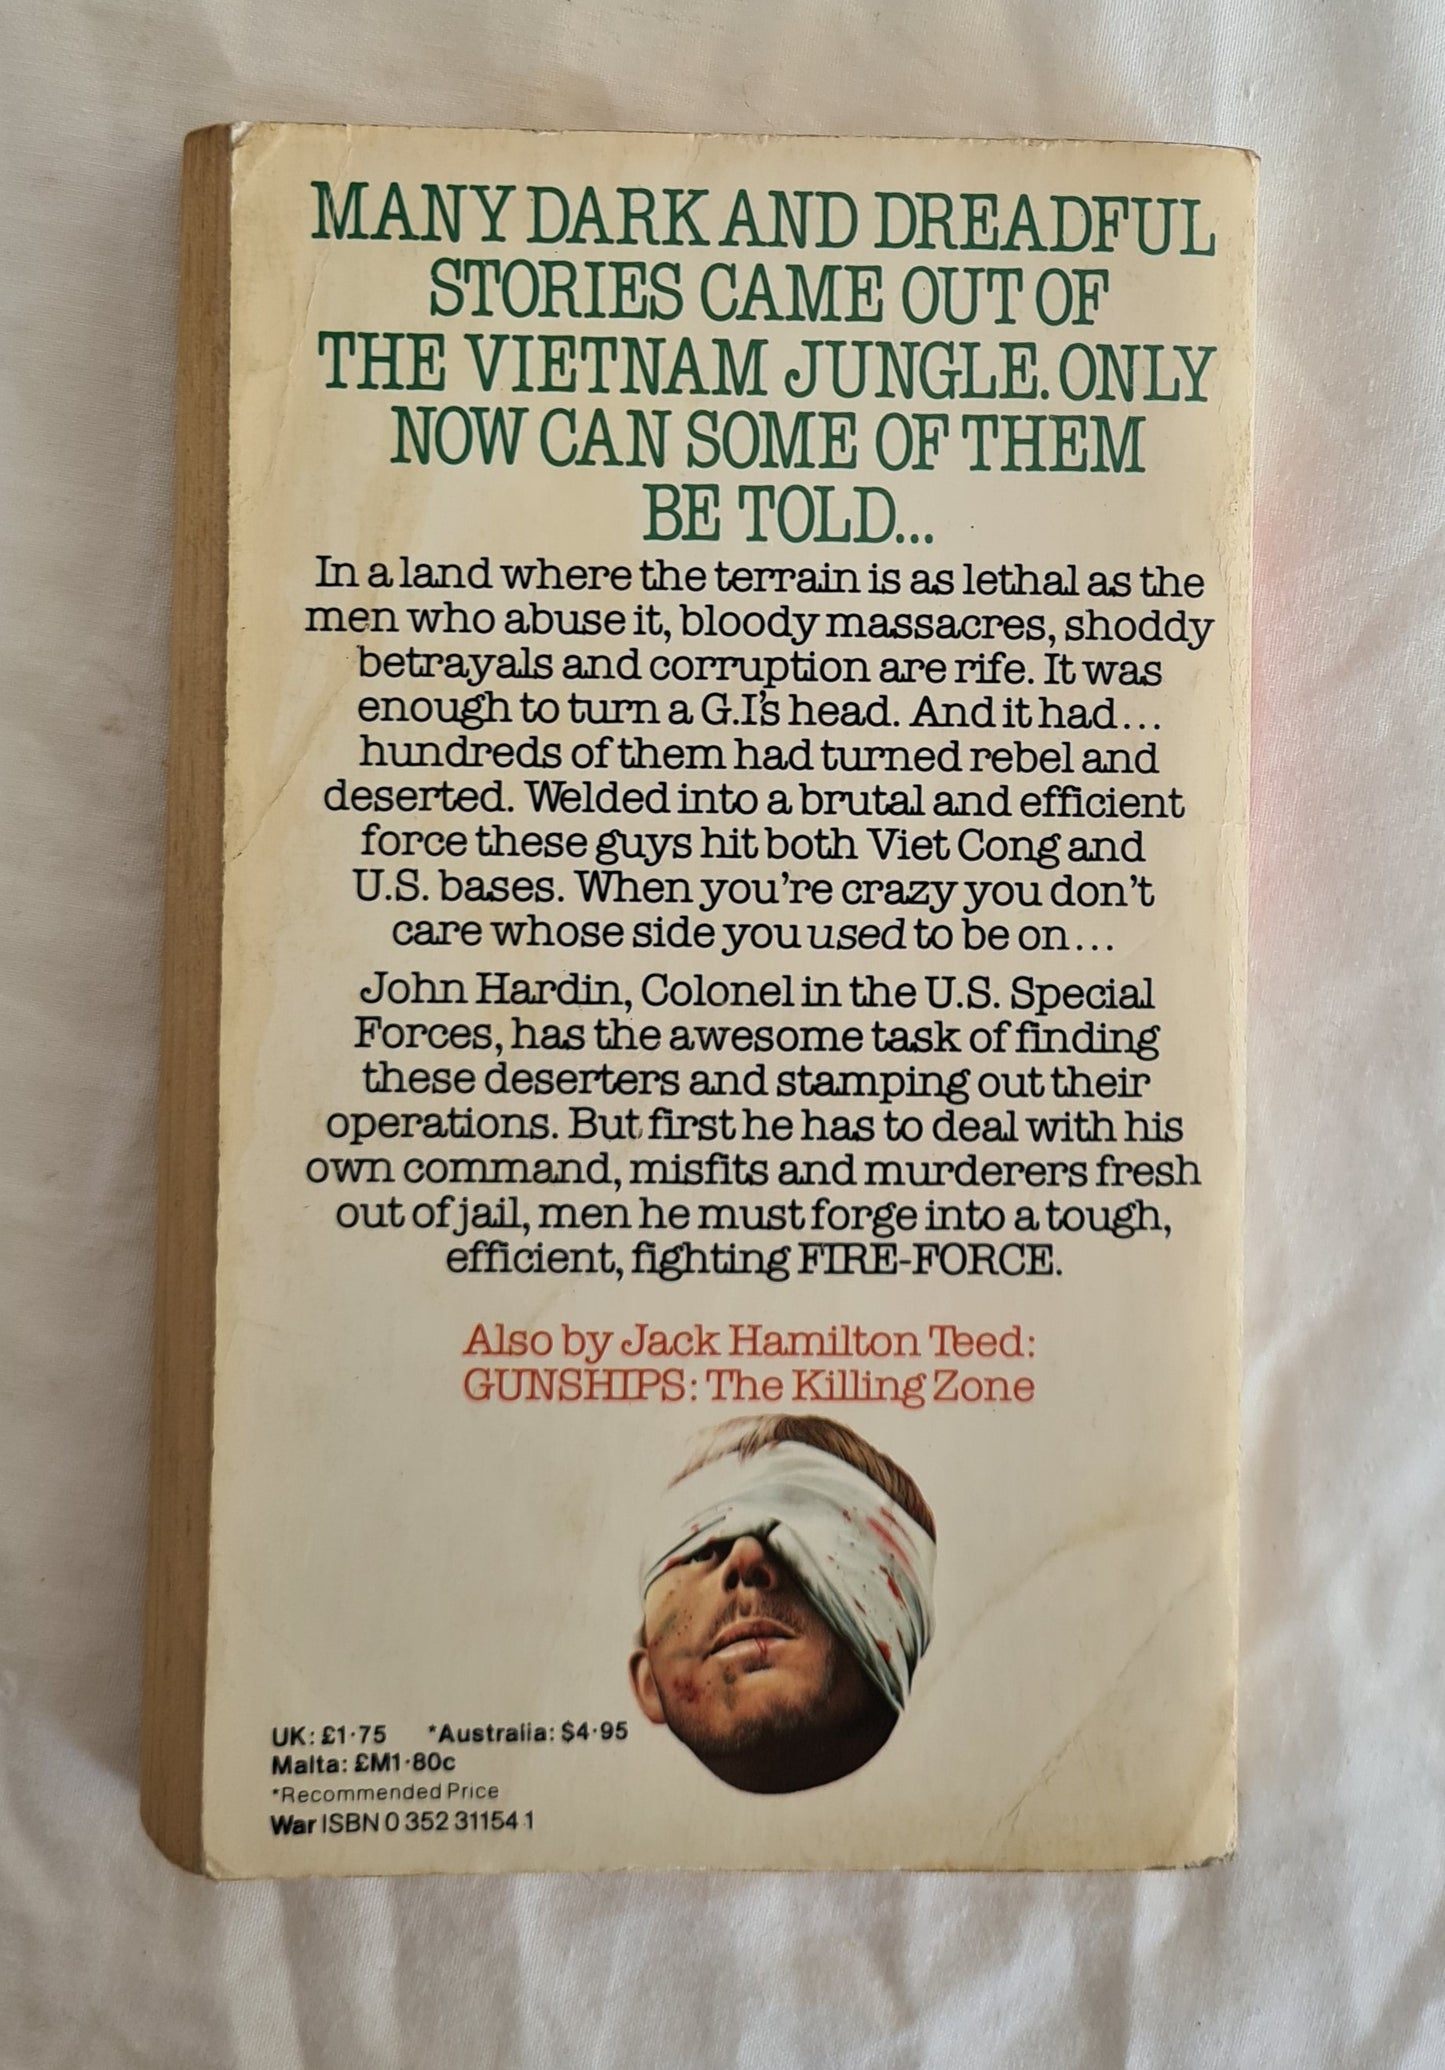 MANY DARK AND DREADFUL
STORIES CAME OUT OF
THE VIETNAM JUNGLE. ONLY
NOW CAN SOME OF THEM
BE TOLD...
In a land where the terrain is as lethal as the
men who abuse it, bloody massacres, shoddy
betrayals and corruption are rife. It was
enough to turn a G.I's head. And it had...
hundreds of them had turned rebel and
deserted. Welded into a brutal and efficient
force these guys hit both Viet Cong and
U.S. bases. When you're crazy you don't
care whose side you used to be on...
John Hardin, Colonel in the U.S. Special
Forces, has the awesome task of finding
these deserters and stamping out their
operations. But first he has to deal with his
own command, misfits and murderers fresh
out of jail, men he must forge into a tough,
efficient, fighting FIRE-FORCE.
Also by Jack Hamilton Teed:
GUNSHIPS: The Killing Zone
UK: £1·75 *Australia: $4·95
Malta: £M1·80c
*Recommended Price
War ISBN 0 352 31154 1